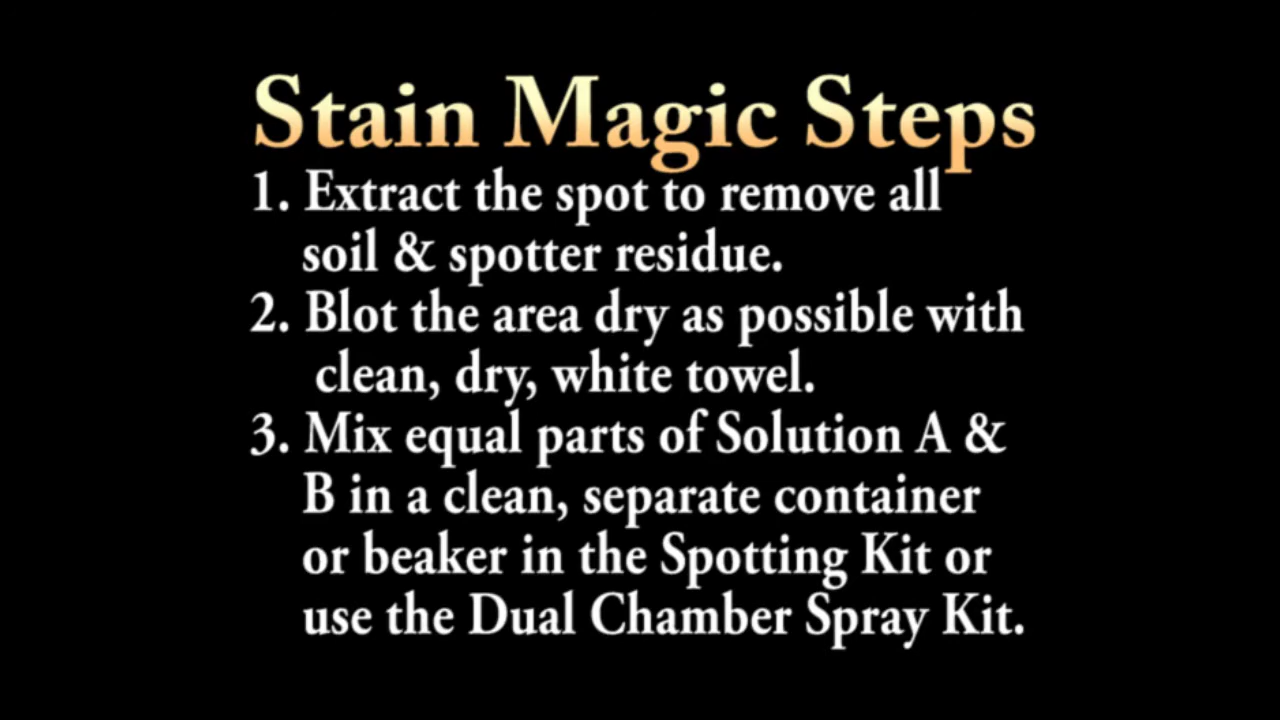 Stain Magic Steps
1. Extract the spot to remove all
soil & spotter residue.
2. Blot the area dry as possible with
clean, dry, white towel.
3. Mix equal parts of Solution A &
B in a clean, separate container
or beaker in the Spotting Kit or
use the Dual Chamber Spray Kit.